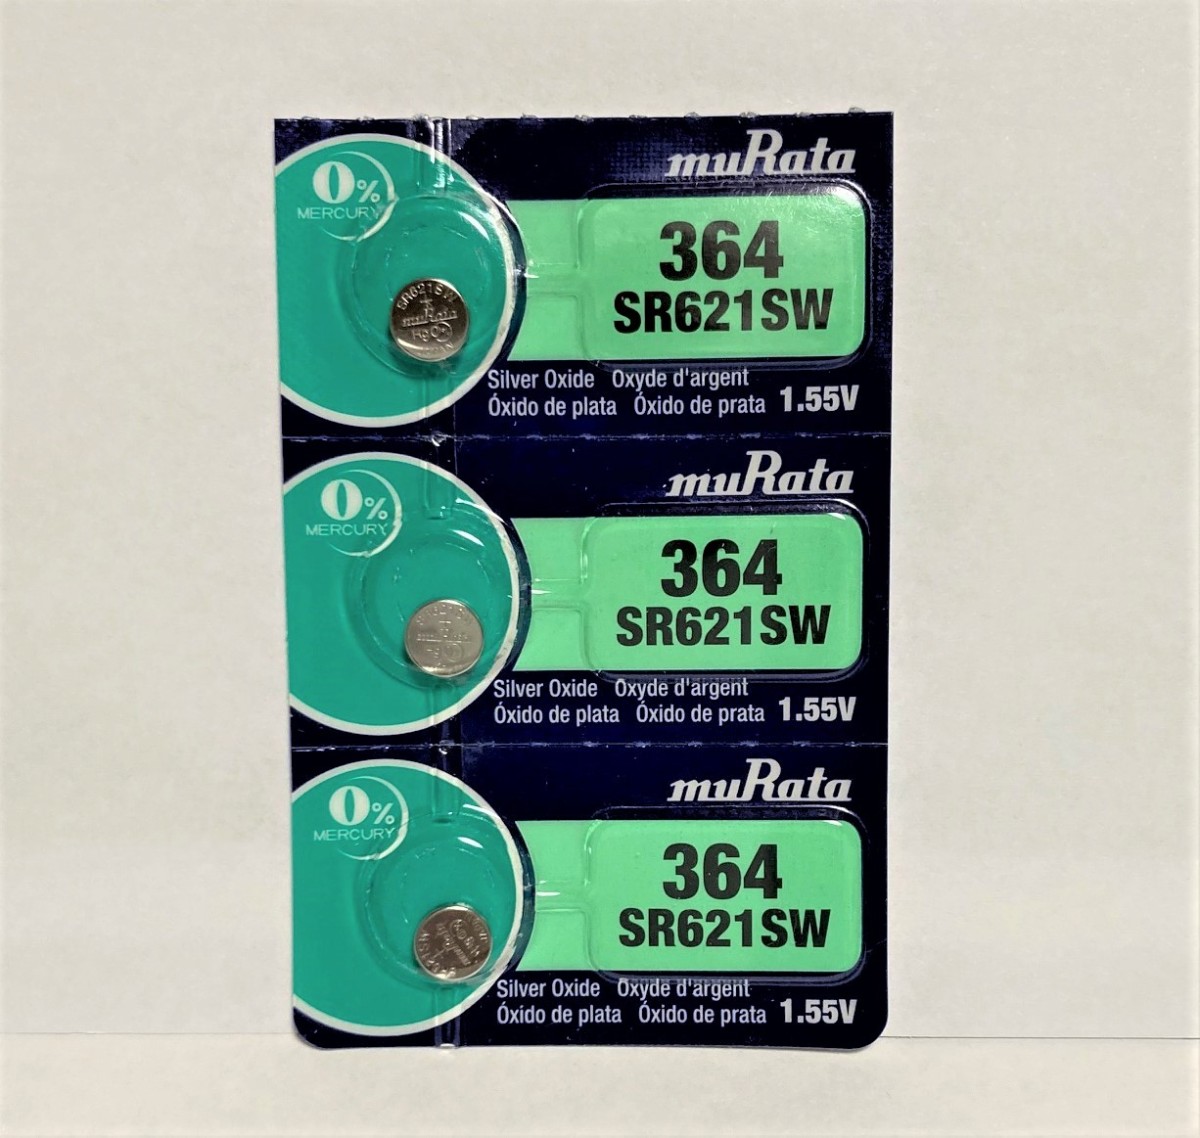 muRata
0%
MERCURY
364
SR621SW
SR621SW
muRata
Silver Oxide Oxyde d'argent
Óxido de plata Óxido de prata 1.55V
muRata
0%
MERCURY
364
SR621SW
Silver Oxide Oxyde d'argent
Óxido de plata Óxido de prata 1.55V
muRata
0%
MERCURY
364
SR621SW
Silver Oxide Oxyde d'argent
Óxido de plata Óxido de prata 1.55V